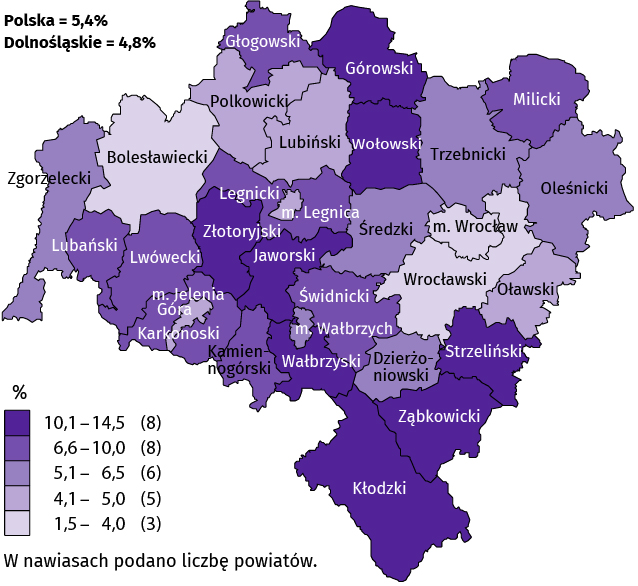 Polska = 5,4%
Dolnośląskie = 4,8%
Głogowski
Górowski
Polkowicki
Milicki
Lubiński
Wołowski
Trzebnicki
Bolesławiecki
Zgorzelecki
Oleśnicki
Legnicki
m. Legnica
Złotoryjski
Średzki
m. Wrocław
Lubański
Lwówecki
Jaworski
Wrocławski
Oławski
m. Jelenia
Góra
Świdnicki
Karkonoski
m. Wałbrzych
Kamien-
nogórski
Wałbrzyski
Dzierżo-
niowski
Strzeliński
Ząbkowicki
Kłodzki
%
10,1 – 14,5 (8)
6,6 – 10,0 (8)
5,1 – 6,5 (6)
4,1 – 5,0 (5)
1,5 – 4,0 (3)
W nawiasach podano liczbę powiatów.